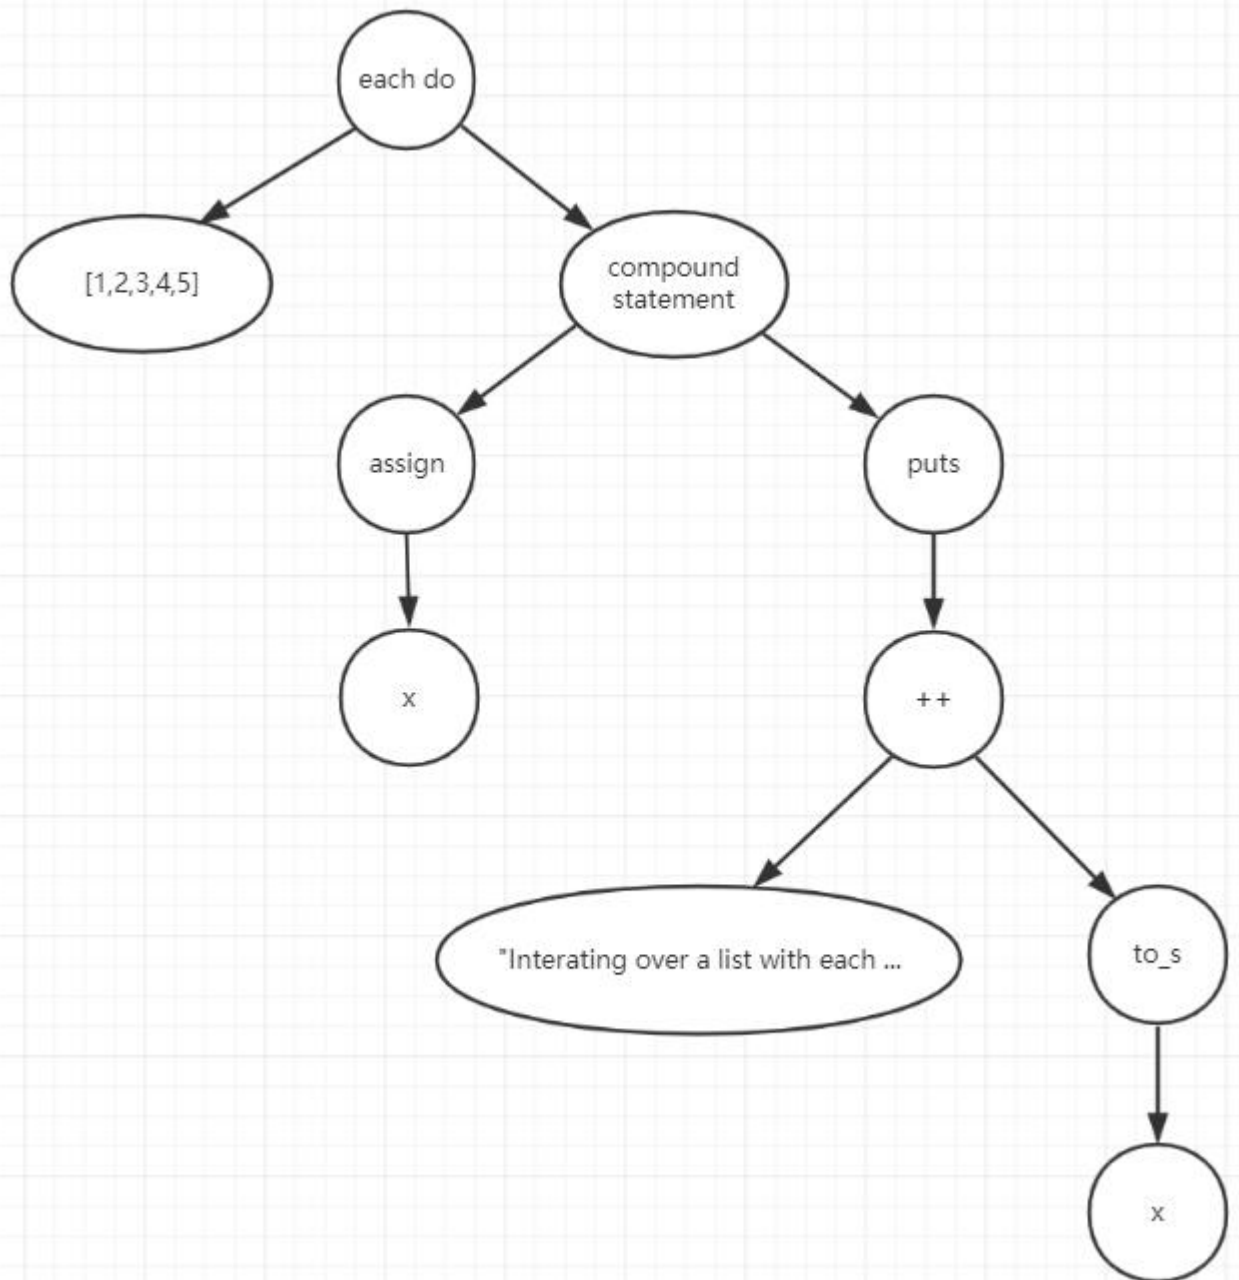 each do
[1,2,3,4,5]
compound
statement
assign
puts
x
++
"Interating over a list with each ...
to_s
x